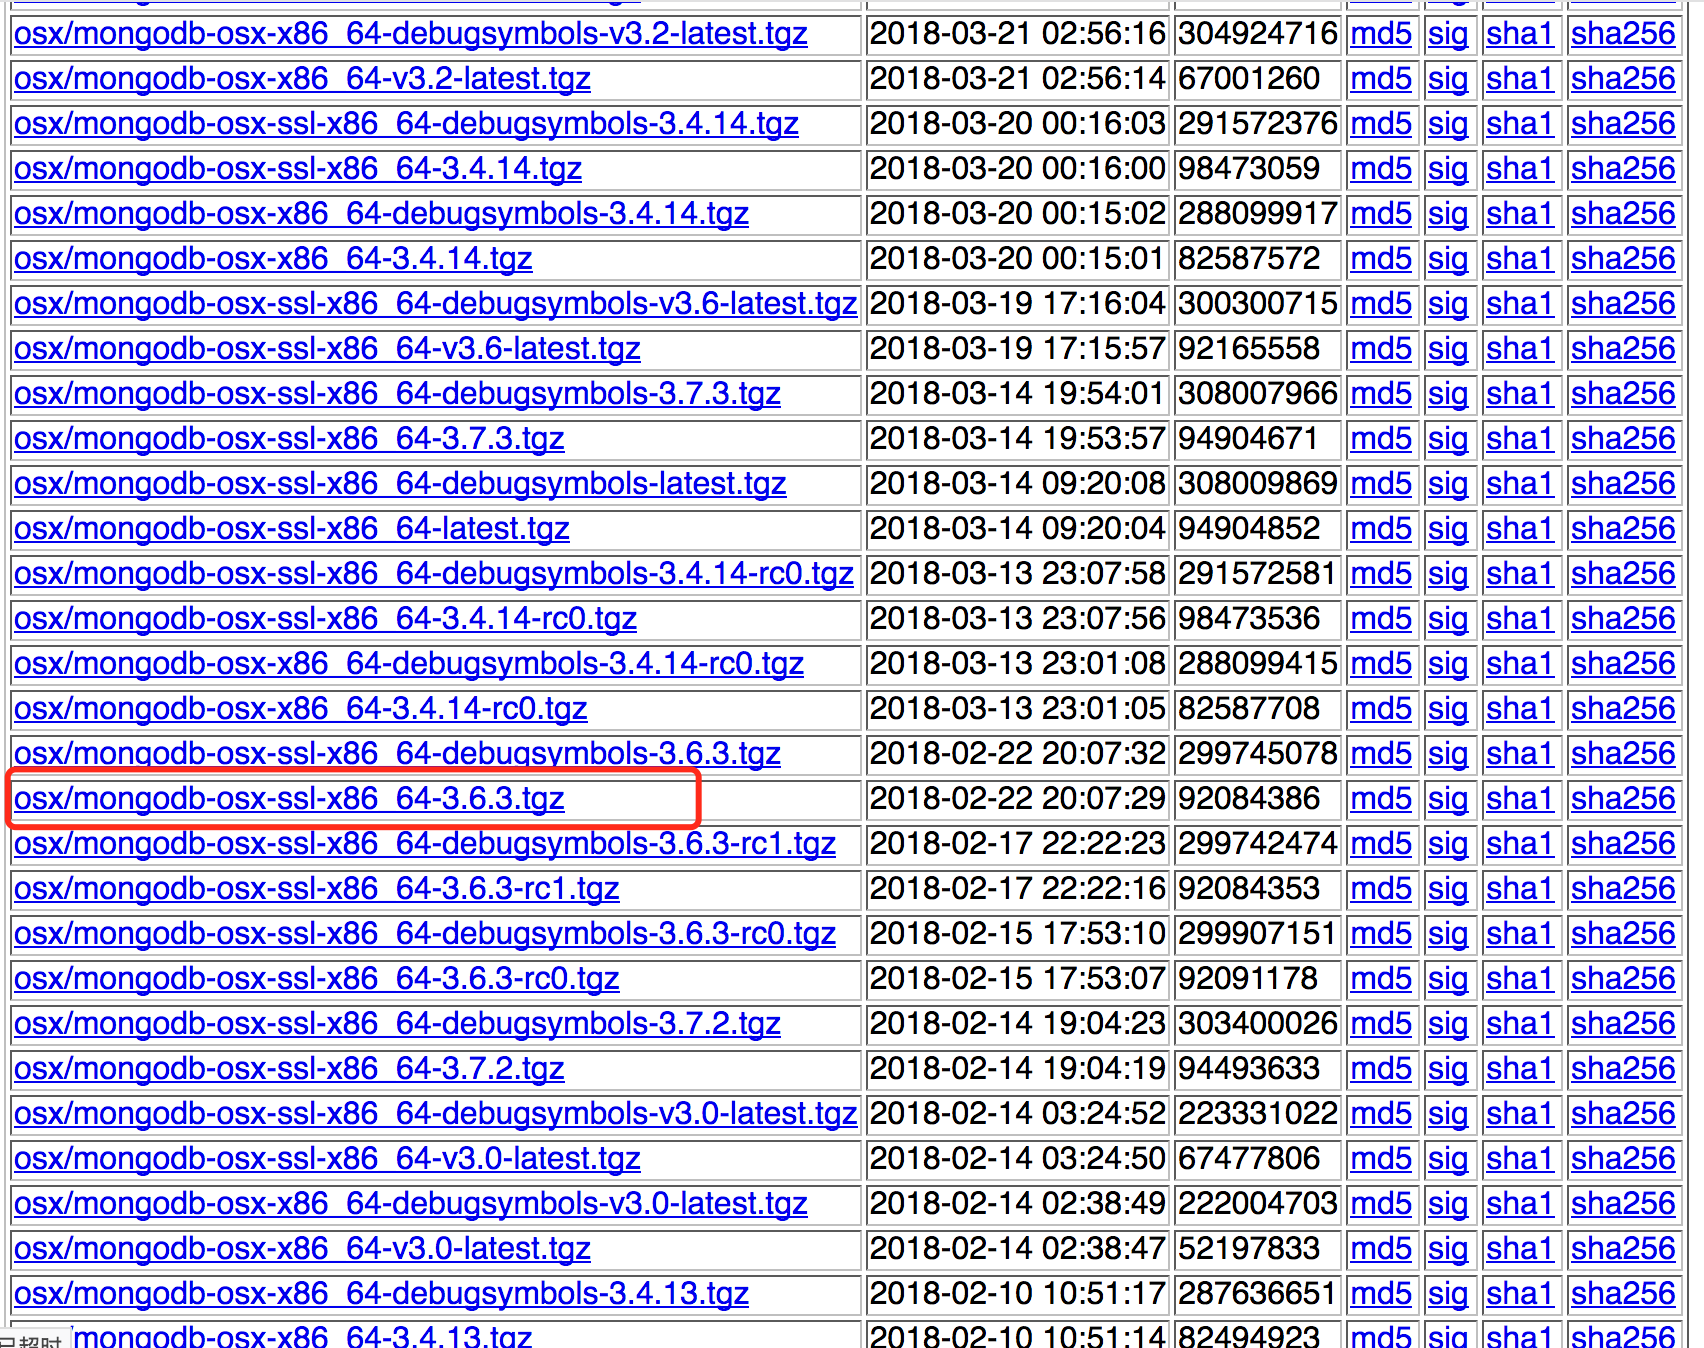 osx/mongodb-osx-x86_64-debugsymbols-v3.2-latest.tgz 2018-03-21 02:56:16 304924716 md5 sig sha1 sha256
osx/mongodb-osx-x86_64-v3.2-latest.tgz 2018-03-21 02:56:14 67001260 md5 sig sha1 sha256
osx/mongodb-osx-ssl-x86_64-debugsymbols-3.4.14.tgz 2018-03-20 00:16:03 291572376 md5 sig sha1 sha256
osx/mongodb-osx-ssl-x86_64-3.4.14.tgz 2018-03-20 00:16:00 98473059 md5 sig sha1 sha256
osx/mongodb-osx-x86_64-debugsymbols-3.4.14.tgz 2018-03-20 00:15:02 288099917 md5 sig sha1 sha256
osx/mongodb-osx-x86_64-3.4.14.tgz 2018-03-20 00:15:01 82587572 md5 sig sha1 sha256
osx/mongodb-osx-ssl-x86_64-debugsymbols-v3.6-latest.tgz 2018-03-19 17:16:04 300300715 md5 sig sha1 sha256
osx/mongodb-osx-ssl-x86_64-v3.6-latest.tgz 2018-03-19 17:15:57 92165558 md5 sig sha1 sha256
osx/mongodb-osx-ssl-x86_64-debugsymbols-3.7.3.tgz 2018-03-14 19:54:01 308007966 md5 sig sha1 sha256
osx/mongodb-osx-ssl-x86_64-3.7.3.tgz 2018-03-14 19:53:57 94904671 md5 sig sha1 sha256
osx/mongodb-osx-ssl-x86_64-debugsymbols-latest.tgz 2018-03-14 09:20:08 308009869 md5 sig sha1 sha256
osx/mongodb-osx-ssl-x86_64-latest.tgz 2018-03-14 09:20:04 94904852 md5 sig sha1 sha256
osx/mongodb-osx-ssl-x86_64-debugsymbols-3.4.14-rc0.tgz 2018-03-13 23:07:58 291572581 md5 sig sha1 sha256
osx/mongodb-osx-ssl-x86_64-3.4.14-rc0.tgz 2018-03-13 23:07:56 98473536 md5 sig sha1 sha256
osx/mongodb-osx-x86_64-debugsymbols-3.4.14-rc0.tgz 2018-03-13 23:01:08 288099415 md5 sig sha1 sha256
osx/mongodb-osx-x86_64-3.4.14-rc0.tgz 2018-03-13 23:01:05 82587708 md5 sig sha1 sha256
osx/mongodb-osx-ssl-x86_64-debugsymbols-3.6.3.tgz 2018-02-22 20:07:32 299745078 md5 sig sha1 sha256
osx/mongodb-osx-ssl-x86_64-3.6.3.tgz 2018-02-22 20:07:29 92084386 md5 sig sha1 sha256
osx/mongodb-osx-ssl-x86_64-debugsymbols-3.6.3-rc1.tgz 2018-02-17 22:22:23 299742474 md5 sig sha1 sha256
osx/mongodb-osx-ssl-x86_64-3.6.3-rc1.tgz 2018-02-17 22:22:16 92084353 md5 sig sha1 sha256
osx/mongodb-osx-ssl-x86_64-debugsymbols-3.6.3-rc0.tgz 2018-02-15 17:53:10 299907151 md5 sig sha1 sha256
osx/mongodb-osx-ssl-x86_64-3.6.3-rc0.tgz 2018-02-15 17:53:07 92091178 md5 sig sha1 sha256
osx/mongodb-osx-ssl-x86_64-debugsymbols-3.7.2.tgz 2018-02-14 19:04:23 303400026 md5 sig sha1 sha256
osx/mongodb-osx-ssl-x86_64-3.7.2.tgz 2018-02-14 19:04:19 94493633 md5 sig sha1 sha256
osx/mongodb-osx-ssl-x86_64-debugsymbols-v3.0-latest.tgz 2018-02-14 03:24:52 223331022 md5 sig sha1 sha256
osx/mongodb-osx-ssl-x86_64-v3.0-latest.tgz 2018-02-14 03:24:50 67477806 md5 sig sha1 sha256
osx/mongodb-osx-x86_64-debugsymbols-v3.0-latest.tgz 2018-02-14 02:38:49 222004703 md5 sig sha1 sha256
osx/mongodb-osx-x86_64-v3.0-latest.tgz 2018-02-14 02:38:47 52197833 md5 sig sha1 sha256
osx/mongodb-osx-x86_64-debugsymbols-3.4.13.tgz 2018-02-10 10:51:17 287636651 md5 sig sha1 sha256
mongodb-osx-x86_64-3.4.13.tgz 2018-02-10 10:51:14 82494923 md5 sig sha1 sha256